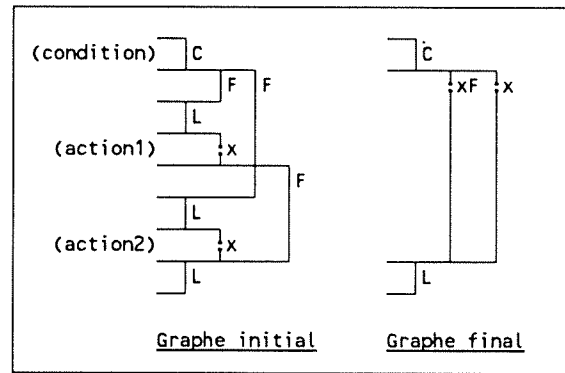 (condition) C C
F F xF x
L
(action1) x
F
L
(action2) x
L L
Graphe initial Graphe final